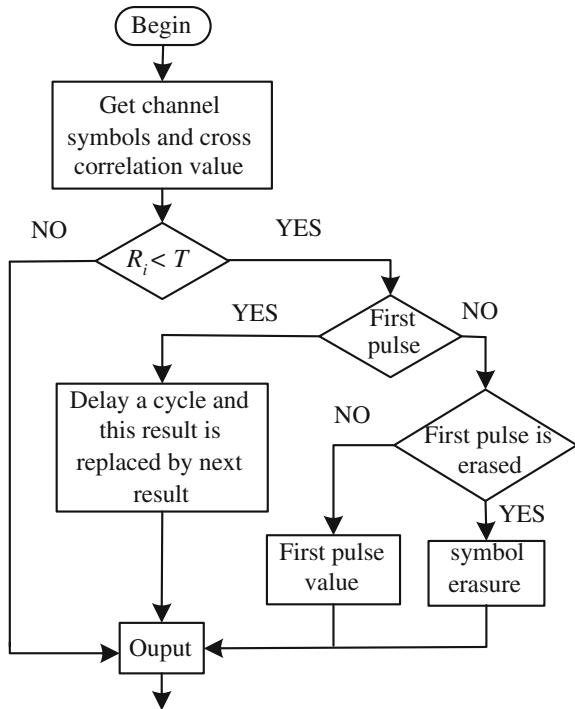 Begin
Get channel
symbols and cross
correlation value
NO
YES
R_i < T
YES
First
pulse
NO
Delay a cycle and
this result is
replaced by next
result
NO
First pulse is
erased
YES
First pulse
value
symbol
erasure
Ouput